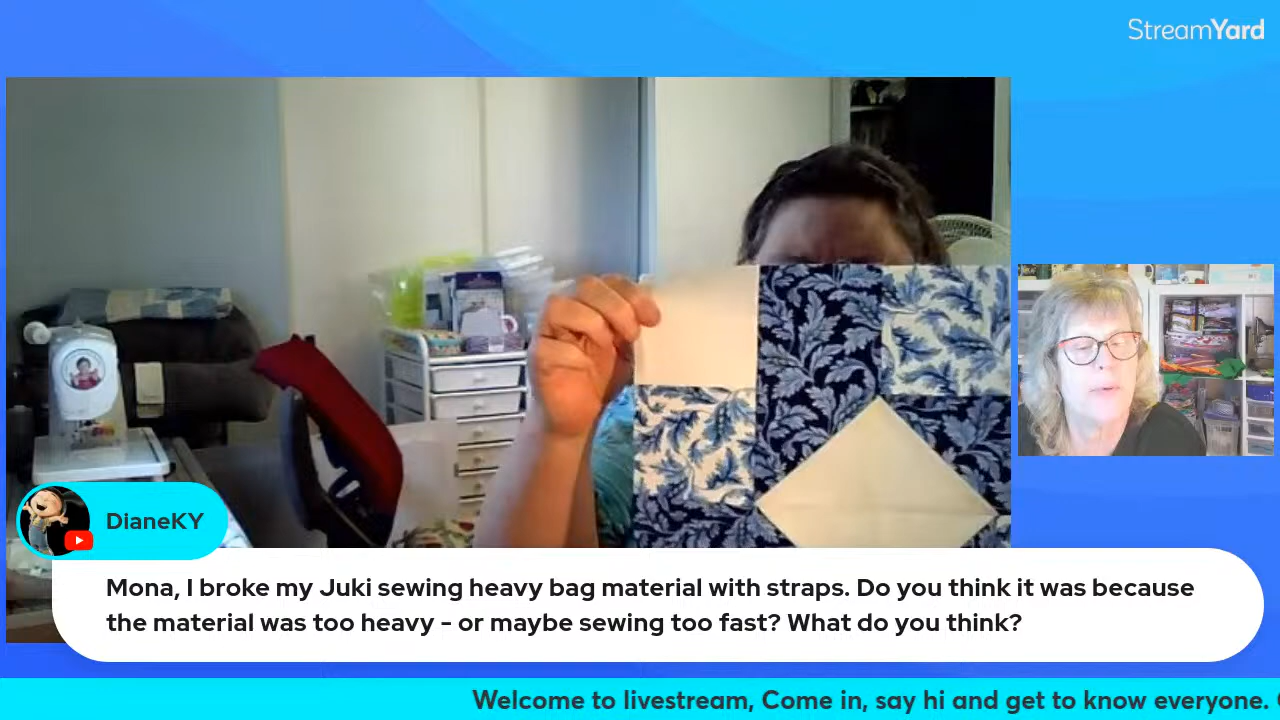 StreamYard
DianeKY
Mona, I broke my Juki sewing heavy bag material with straps. Do you think it was because
the material was too heavy - or maybe sewing too fast? What do you think?
Welcome to livestream, Come in, say hi and get to know everyone.